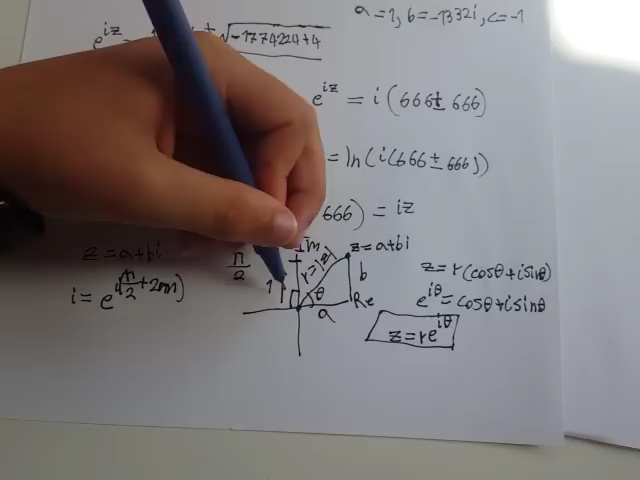 a=1, b=-1332i, c=-1
e^{iz} = ± √(-1774224+4)
e^{iz} = i(666±666)
= ln(i(666±666))
666) = iz
z=a+bi
i= e^{i(π/2+2πn)}
π/2
Im
z=a+bi
r=|z|
b
1
θ
a
Re
z=r(cosθ+isinθ)
e^{iθ}=cosθ+isinθ
z=re^{iθ}